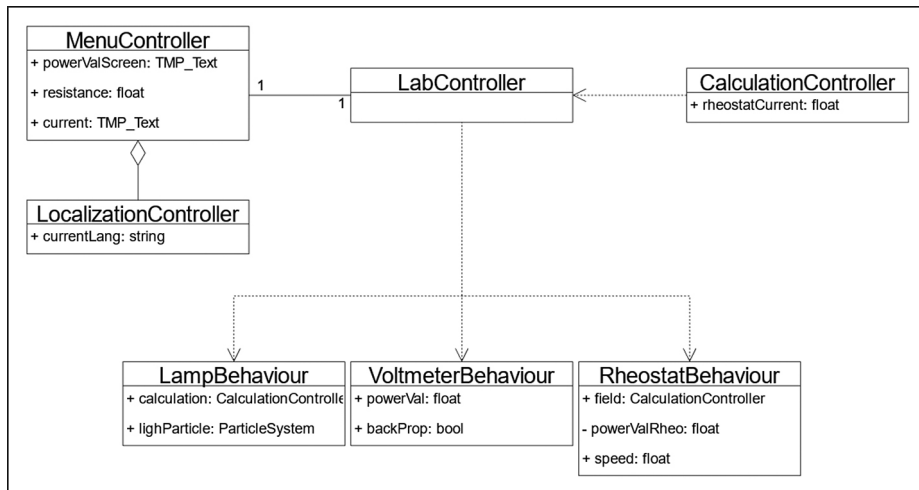 MenuController
+ powerValScreen: TMP_Text
+ resistance: float
+ current: TMP_Text
1
1
LabController
CalculationController
+ rheostatCurrent: float
LocalizationController
+ currentLang: string
LampBehaviour
+ calculation: CalculationControlle
+ lighParticle: ParticleSystem
VoltmeterBehaviour
+ powerVal: float
+ backProp: bool
RheostatBehaviour
+ field: CalculationController
- powerValRheo: float
+ speed: float